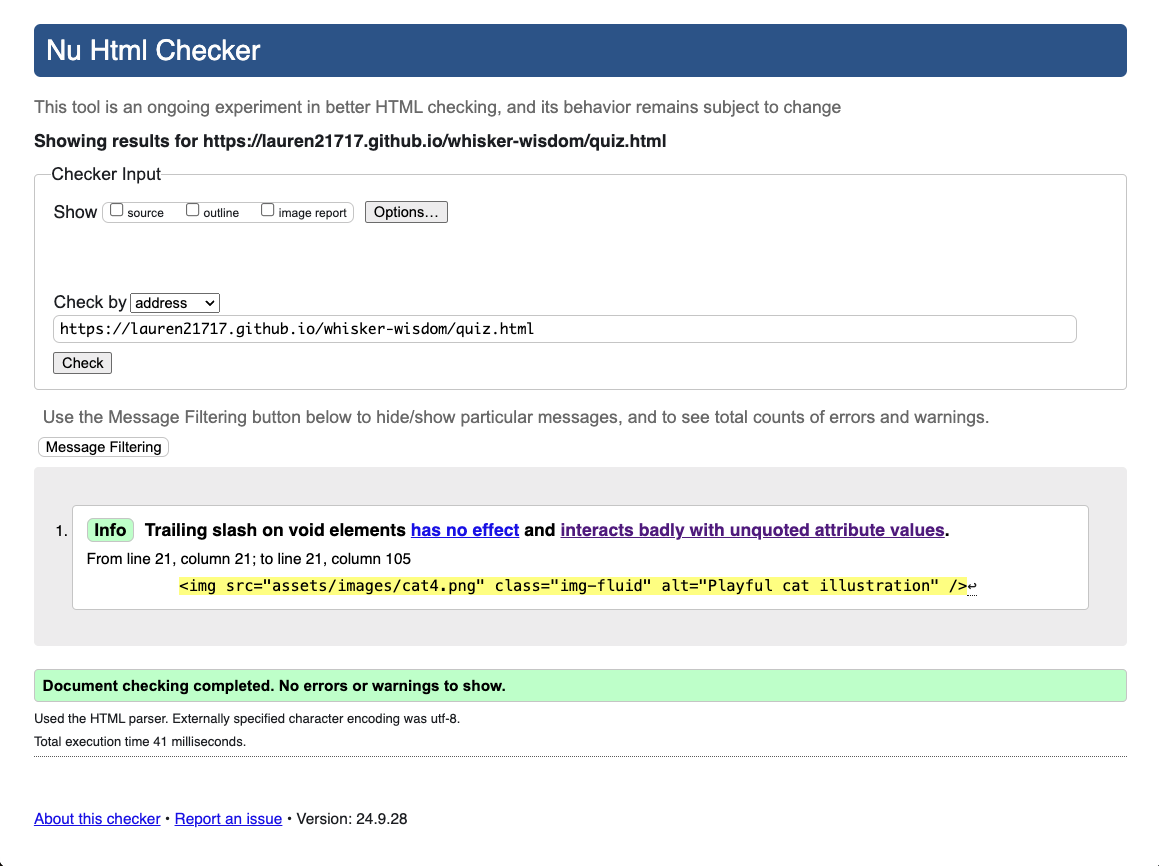 Nu Html Checker
This tool is an ongoing experiment in better HTML checking, and its behavior remains subject to change
Showing results for https://lauren21717.github.io/whisker-wisdom/quiz.html
Checker Input
Show source outline image report Options…
Check by address
https://lauren21717.github.io/whisker-wisdom/quiz.html
Check
Use the Message Filtering button below to hide/show particular messages, and to see total counts of errors and warnings.
Message Filtering
1. Info Trailing slash on void elements has no effect and interacts badly with unquoted attribute values.
From line 21, column 21; to line 21, column 105
<img src="assets/images/cat4.png" class="img-fluid" alt="Playful cat illustration" />↩
Document checking completed. No errors or warnings to show.
Used the HTML parser. Externally specified character encoding was utf-8.
Total execution time 41 milliseconds.
About this checker • Report an issue • Version: 24.9.28